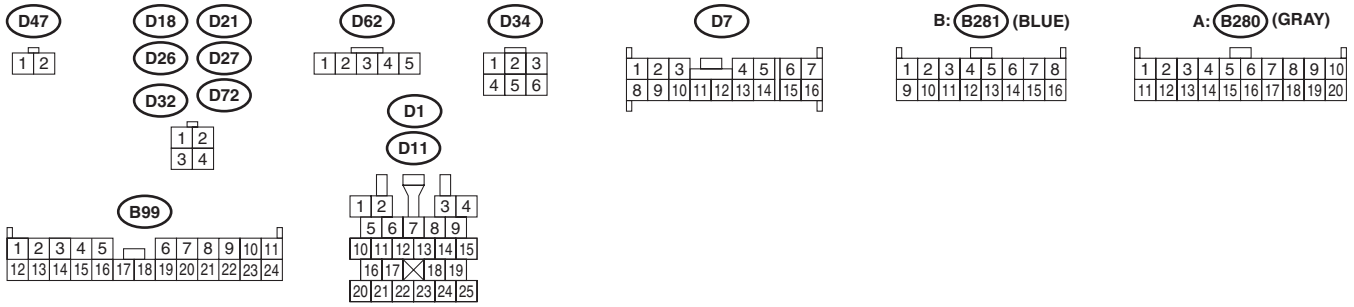 D47
1 2
D18 D21
D26 D27
D32 D72
1 2
3 4
D62
1 2 3 4 5
D1
D11
1 2 3 4
5 6 7 8 9
10 11 12 13 14 15
16 17 18 19
20 21 22 23 24 25
D34
1 2 3
4 5 6
D7
1 2 3 4 5 6 7
8 9 10 11 12 13 14 15 16
B: B281 (BLUE)
1 2 3 4 5 6 7 8
9 10 11 12 13 14 15 16
A: B280 (GRAY)
1 2 3 4 5 6 7 8 9 10
11 12 13 14 15 16 17 18 19 20
B99
1 2 3 4 5 6 7 8 9 10 11
12 13 14 15 16 17 18 19 20 21 22 23 24